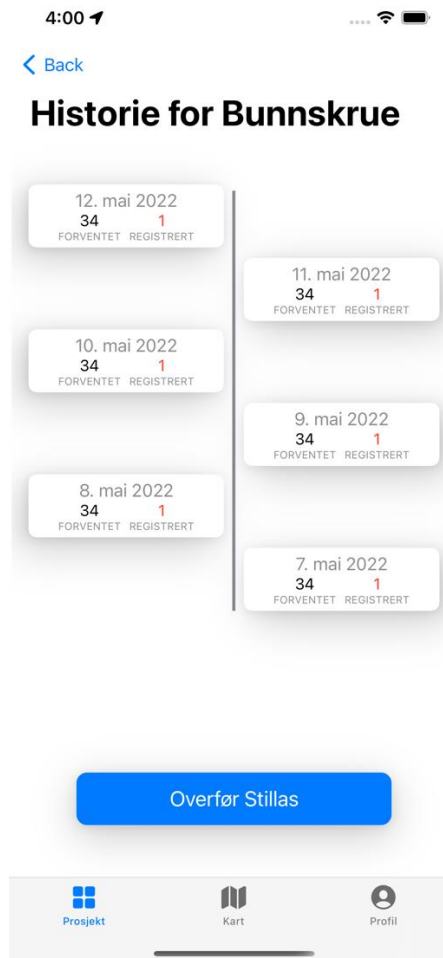 4:00
Back
Historie for Bunnskrue
12. mai 2022
34 1
FORVENTET REGISTRERT
11. mai 2022
34 1
FORVENTET REGISTRERT
10. mai 2022
34 1
FORVENTET REGISTRERT
9. mai 2022
34 1
FORVENTET REGISTRERT
8. mai 2022
34 1
FORVENTET REGISTRERT
7. mai 2022
34 1
FORVENTET REGISTRERT
Overfør Stillas
Prosjekt Kart Profil